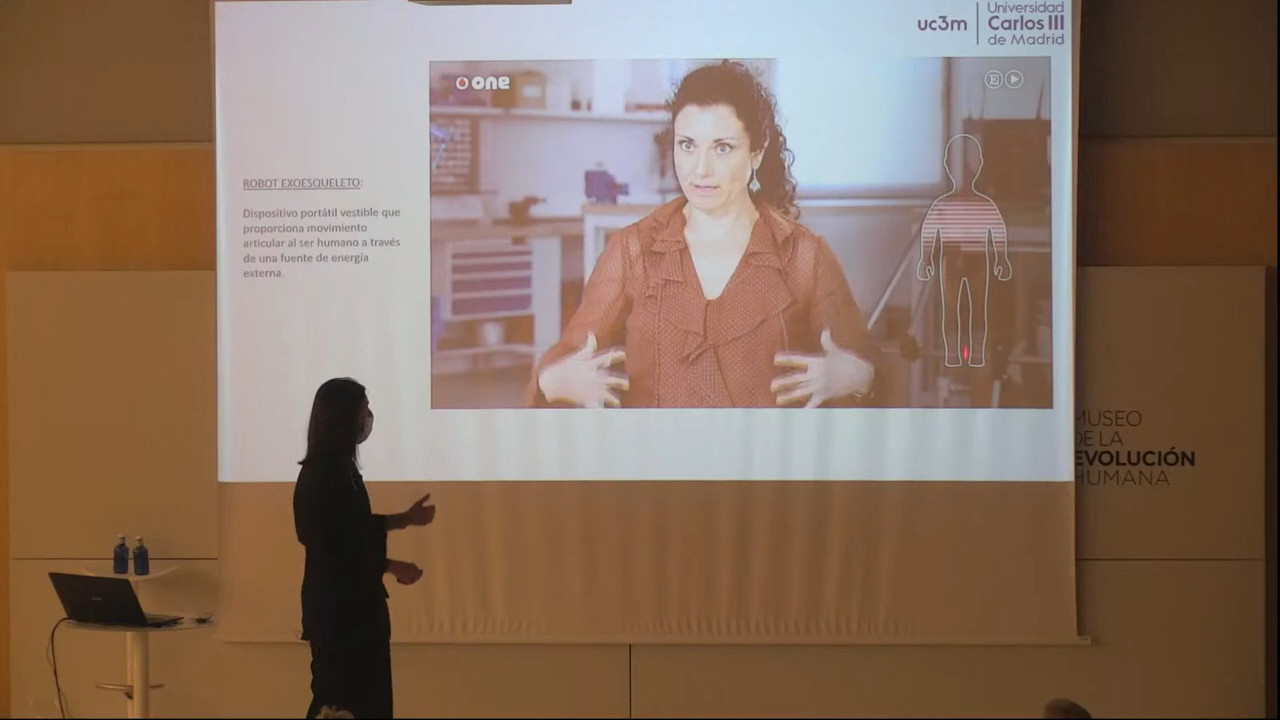 uc3m
Universidad
Carlos III
de Madrid
one
E
ROBOT EXOESQUELETO:
Dispositivo portátil vestible que
proporciona movimiento
articular al ser humano a través
de una fuente de energía
externa.
MUSEO
DE LA
EVOLUCIÓN
HUMANA